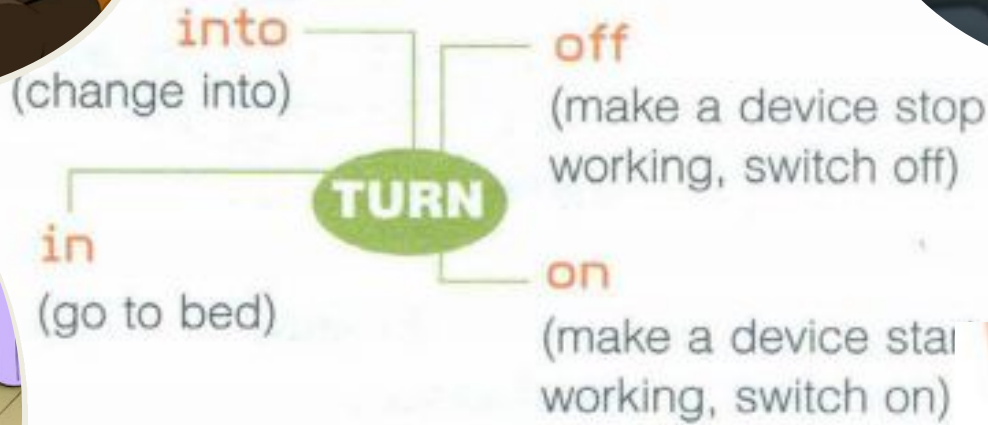 into
(change into)
off
(make a device stop
working, switch off)
TURN
in
(go to bed)
on
(make a device star
working, switch on)